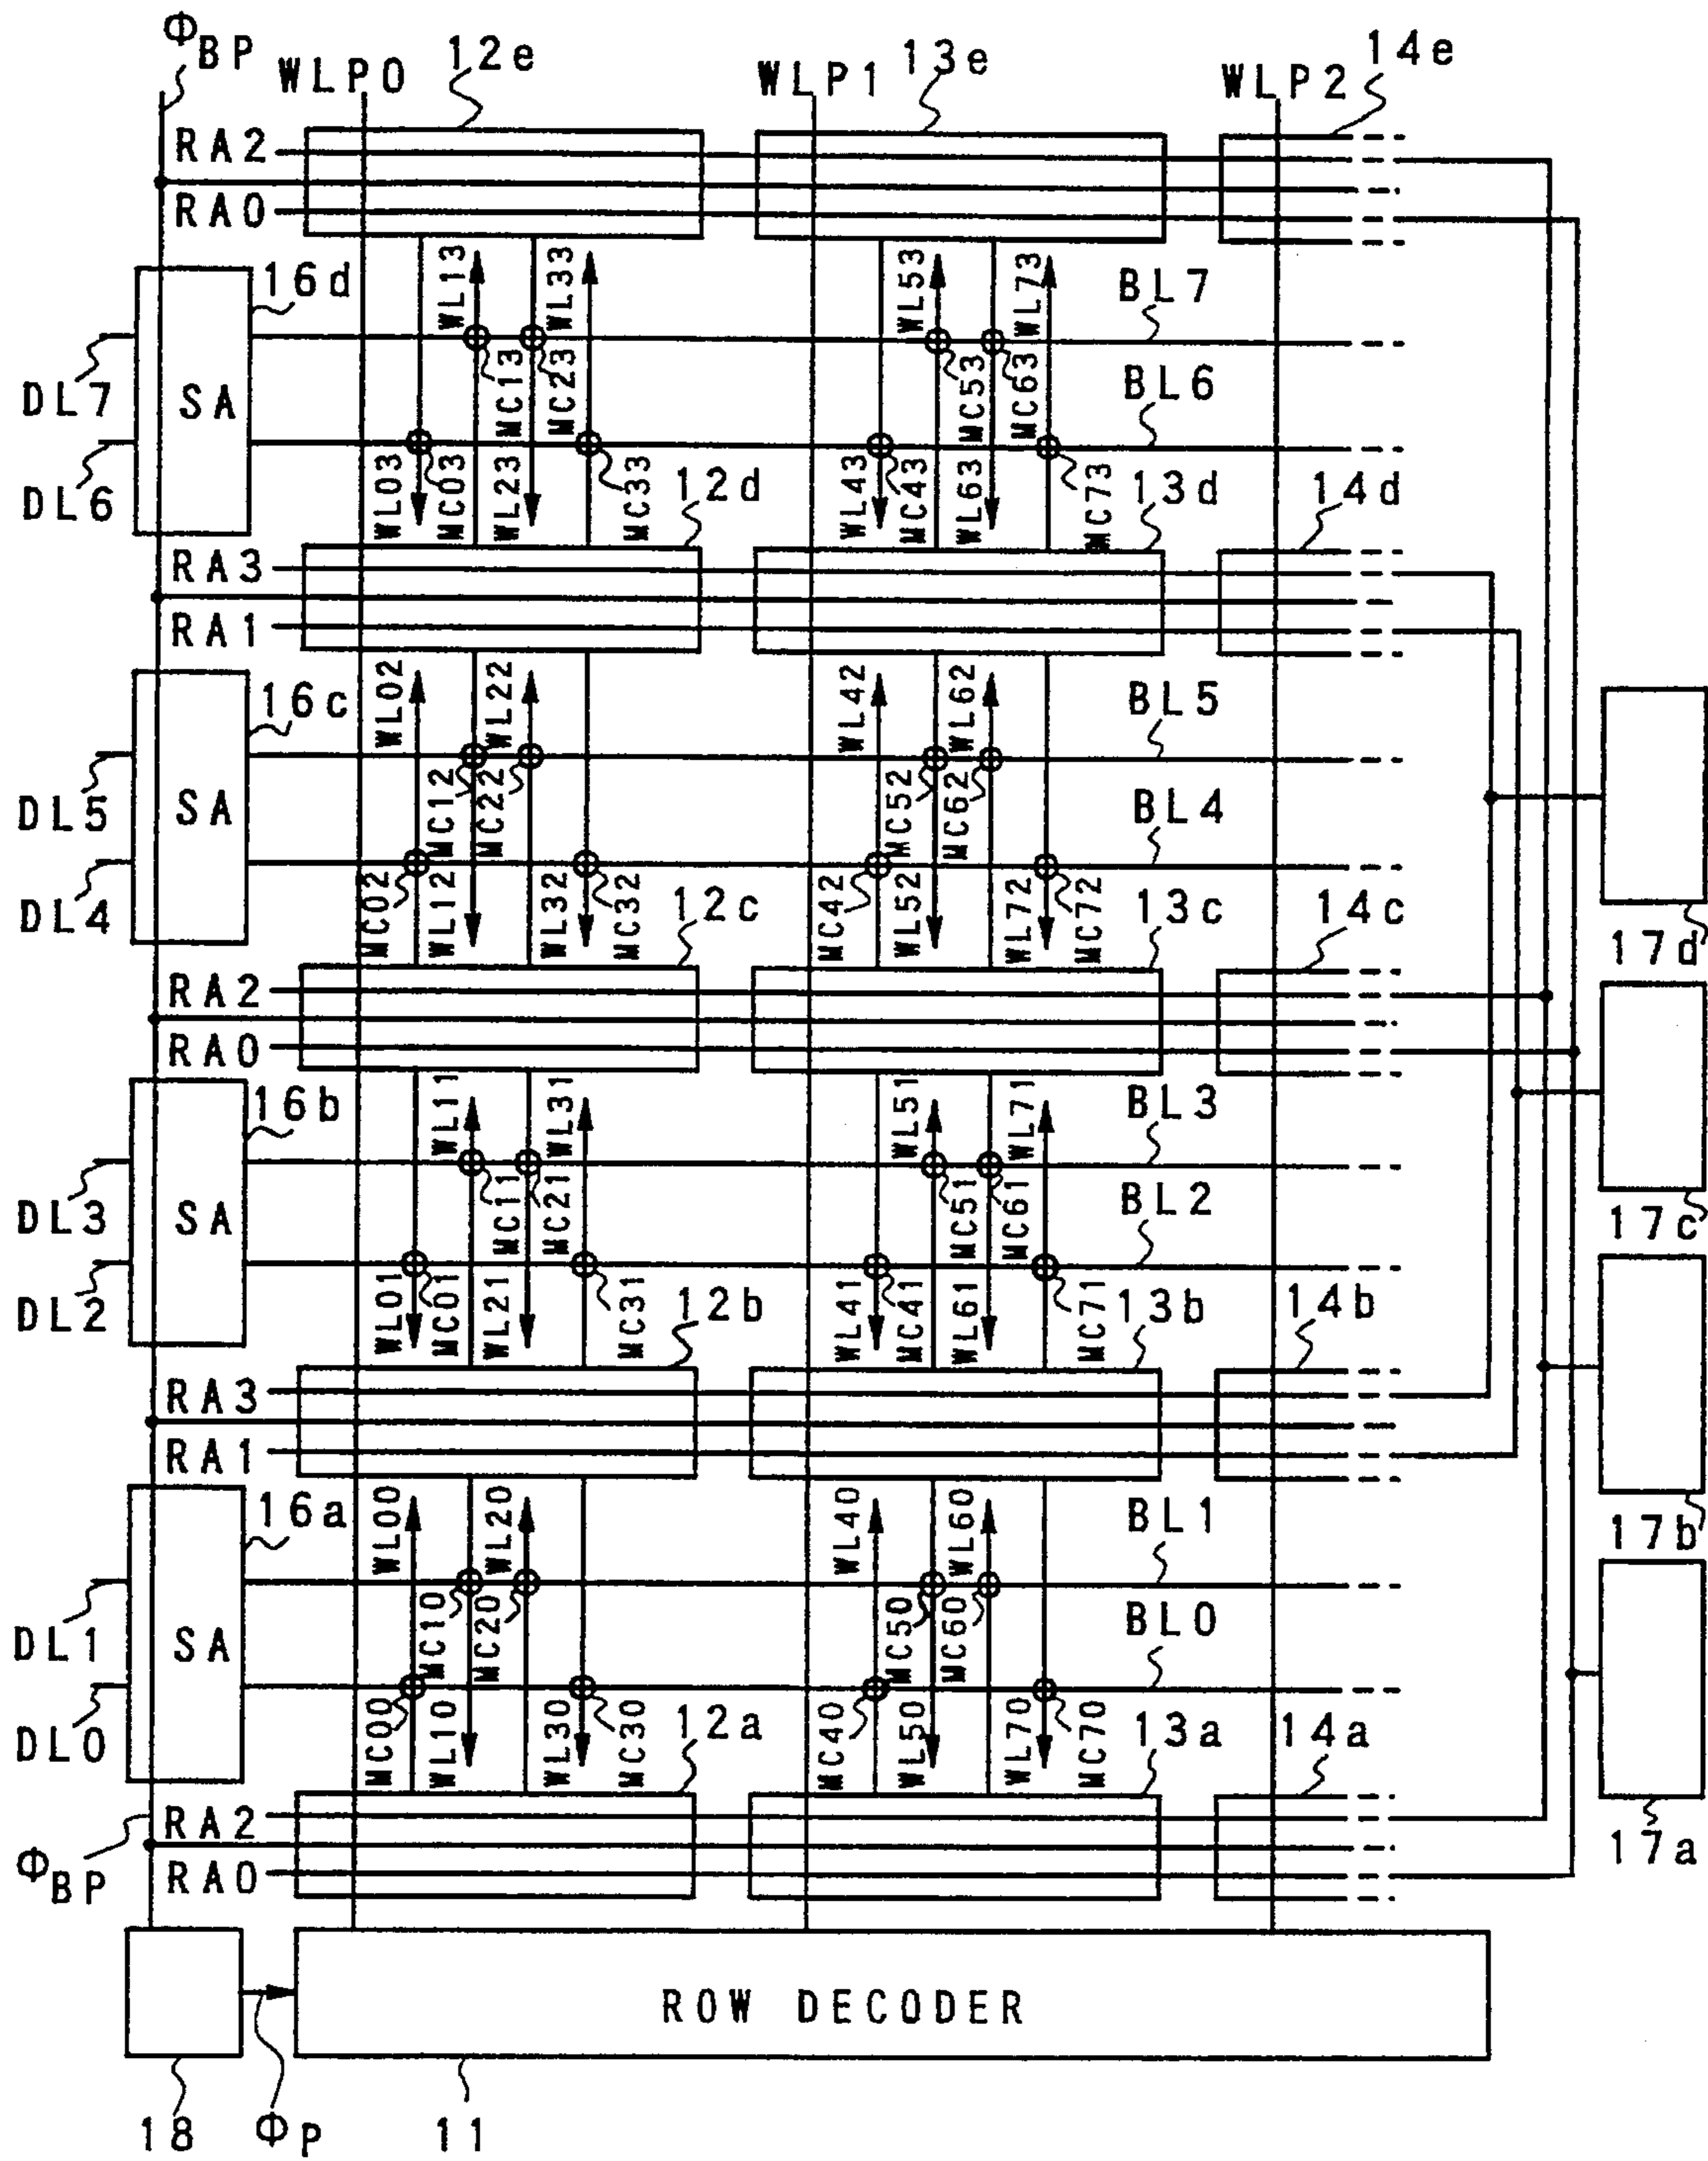 ΦBP
WLP0
12e
WLP1
13e
WLP2
14e
RA2
RA0
16d
WL13
WL33
WL53
WL73
BL7
DL7
SA
MC13
MC23
MC53
MC63
BL6
DL6
WL03
MC03
WL23
MC33
12d
WL43
MC43
WL63
MC73
13d
14d
RA3
RA1
16c
WL02
WL22
WL42
WL62
BL5
DL5
SA
MC12
MC22
MC52
MC62
BL4
DL4
MC02
WL12
WL32
MC32
12c
MC42
WL52
WL72
MC72
13c
14c
17d
RA2
RA0
16b
WL11
WL31
WL51
WL71
BL3
17c
DL3
SA
MC11
MC21
MC51
MC61
BL2
DL2
WL01
MC01
WL21
MC31
12b
WL41
MC41
WL61
MC71
13b
14b
RA3
RA1
16a
WL00
WL20
WL40
WL60
BL1
17b
DL1
SA
MC10
MC20
MC50
MC60
BL0
DL0
MC00
WL10
WL30
MC30
12a
MC40
WL50
WL70
MC70
13a
14a
17a
RA2
ΦBP
RA0
ROW DECODER
18
ΦP
11